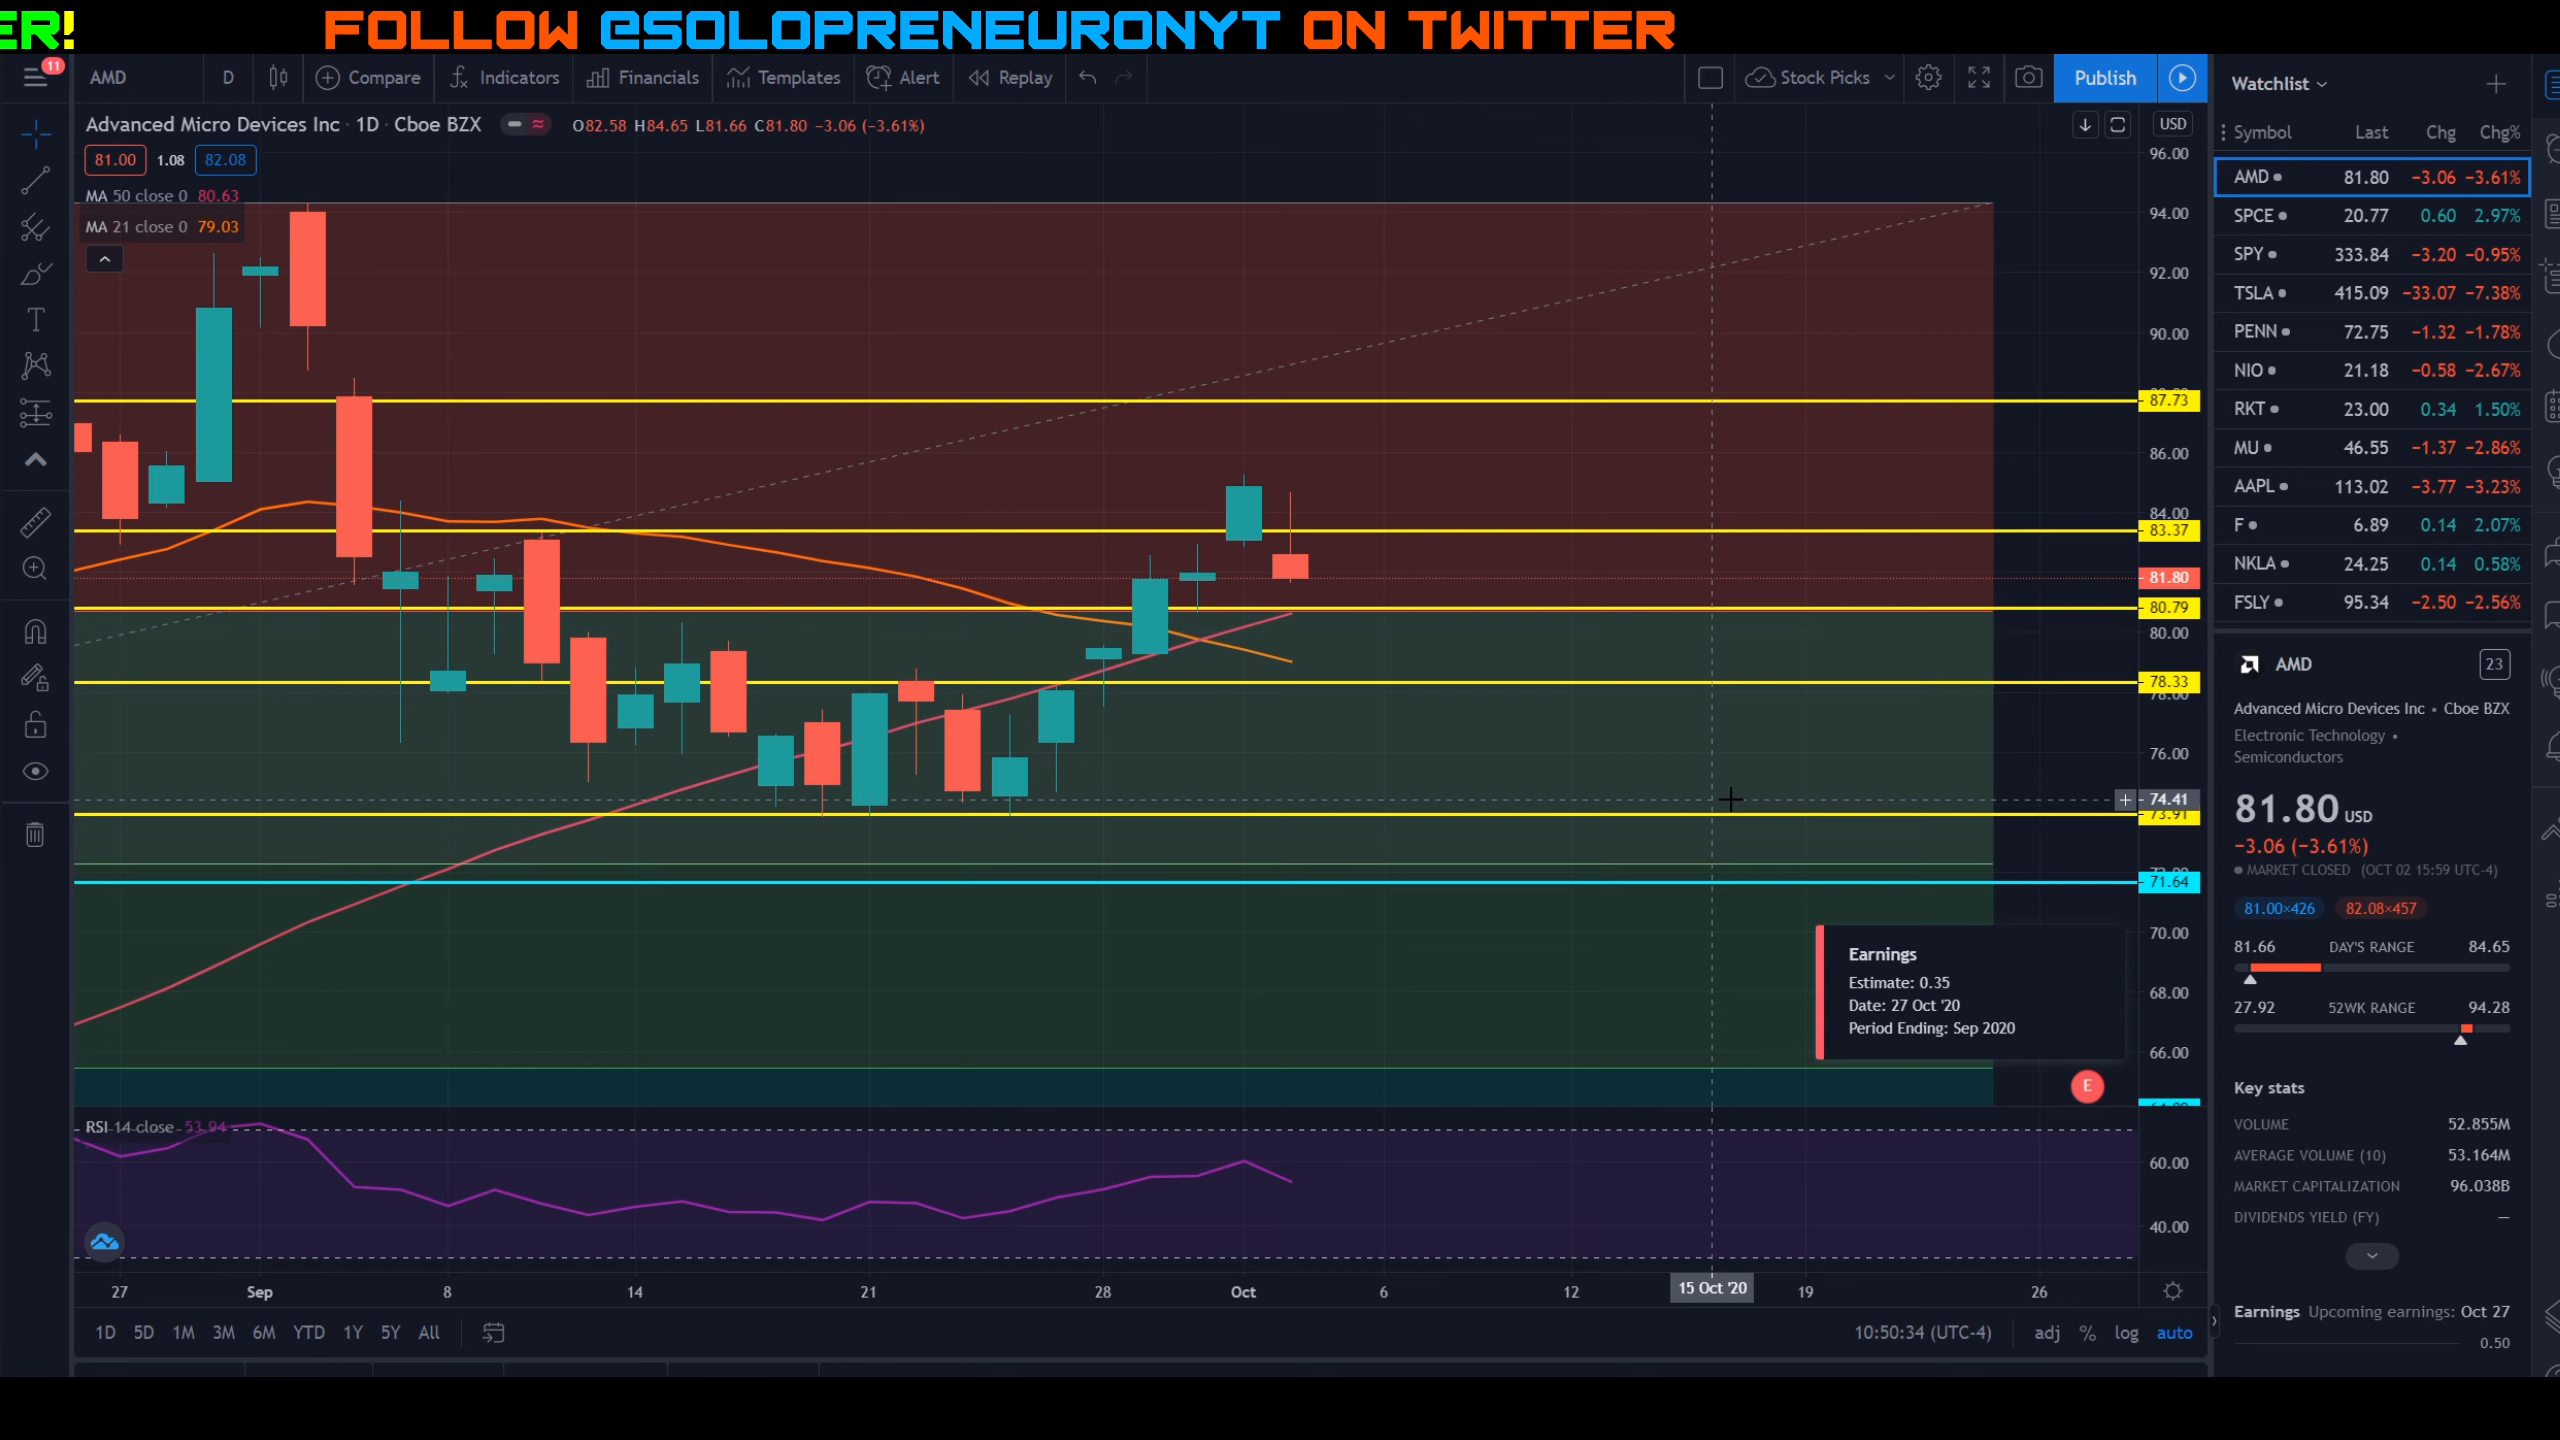 ER! FOLLOW @SOLOPRENEURONYT ON TWITTER
11
AMD D Compare Indicators Financials Templates Alert Replay Stock Picks Publish
Advanced Micro Devices Inc · 1D · Cboe BZX O82.58 H84.65 L81.66 C81.80 −3.06 (−3.61%) USD
81.00 1.08 82.08
MA 50 close 0 80.63
MA 21 close 0 79.03
96.00
94.00
92.00
90.00
87.73
86.00
84.00
83.37
81.80
80.79
80.00
78.33
78.00
76.00
74.41
73.91
71.64
70.00
68.00
66.00
Earnings
Estimate: 0.35
Date: 27 Oct '20
Period Ending: Sep 2020
E
RSI 14 close 53.94
60.00
40.00
27 Sep 8 14 21 28 Oct 6 12 15 Oct '20 19 26
1D 5D 1M 3M 6M YTD 1Y 5Y All 10:50:34 (UTC-4) adj % log auto
Watchlist
Symbol Last Chg Chg%
AMD 81.80 −3.06 −3.61%
SPCE 20.77 0.60 2.97%
SPY 333.84 −3.20 −0.95%
TSLA 415.09 −33.07 −7.38%
PENN 72.75 −1.32 −1.78%
NIO 21.18 −0.58 −2.67%
RKT 23.00 0.34 1.50%
MU 46.55 −1.37 −2.86%
AAPL 113.02 −3.77 −3.23%
F 6.89 0.14 2.07%
NKLA 24.25 0.14 0.58%
FSLY 95.34 −2.50 −2.56%
AMD 23
Advanced Micro Devices Inc • Cboe BZX
Electronic Technology •
Semiconductors
81.80 USD
−3.06 (−3.61%)
MARKET CLOSED (OCT 02 15:59 UTC-4)
81.00×426 82.08×457
81.66 DAY'S RANGE 84.65
27.92 52WK RANGE 94.28
Key stats
VOLUME 52.855M
AVERAGE VOLUME (10) 53.164M
MARKET CAPITALIZATION 96.038B
DIVIDENDS YIELD (FY) —
Earnings Upcoming earnings: Oct 27
0.50